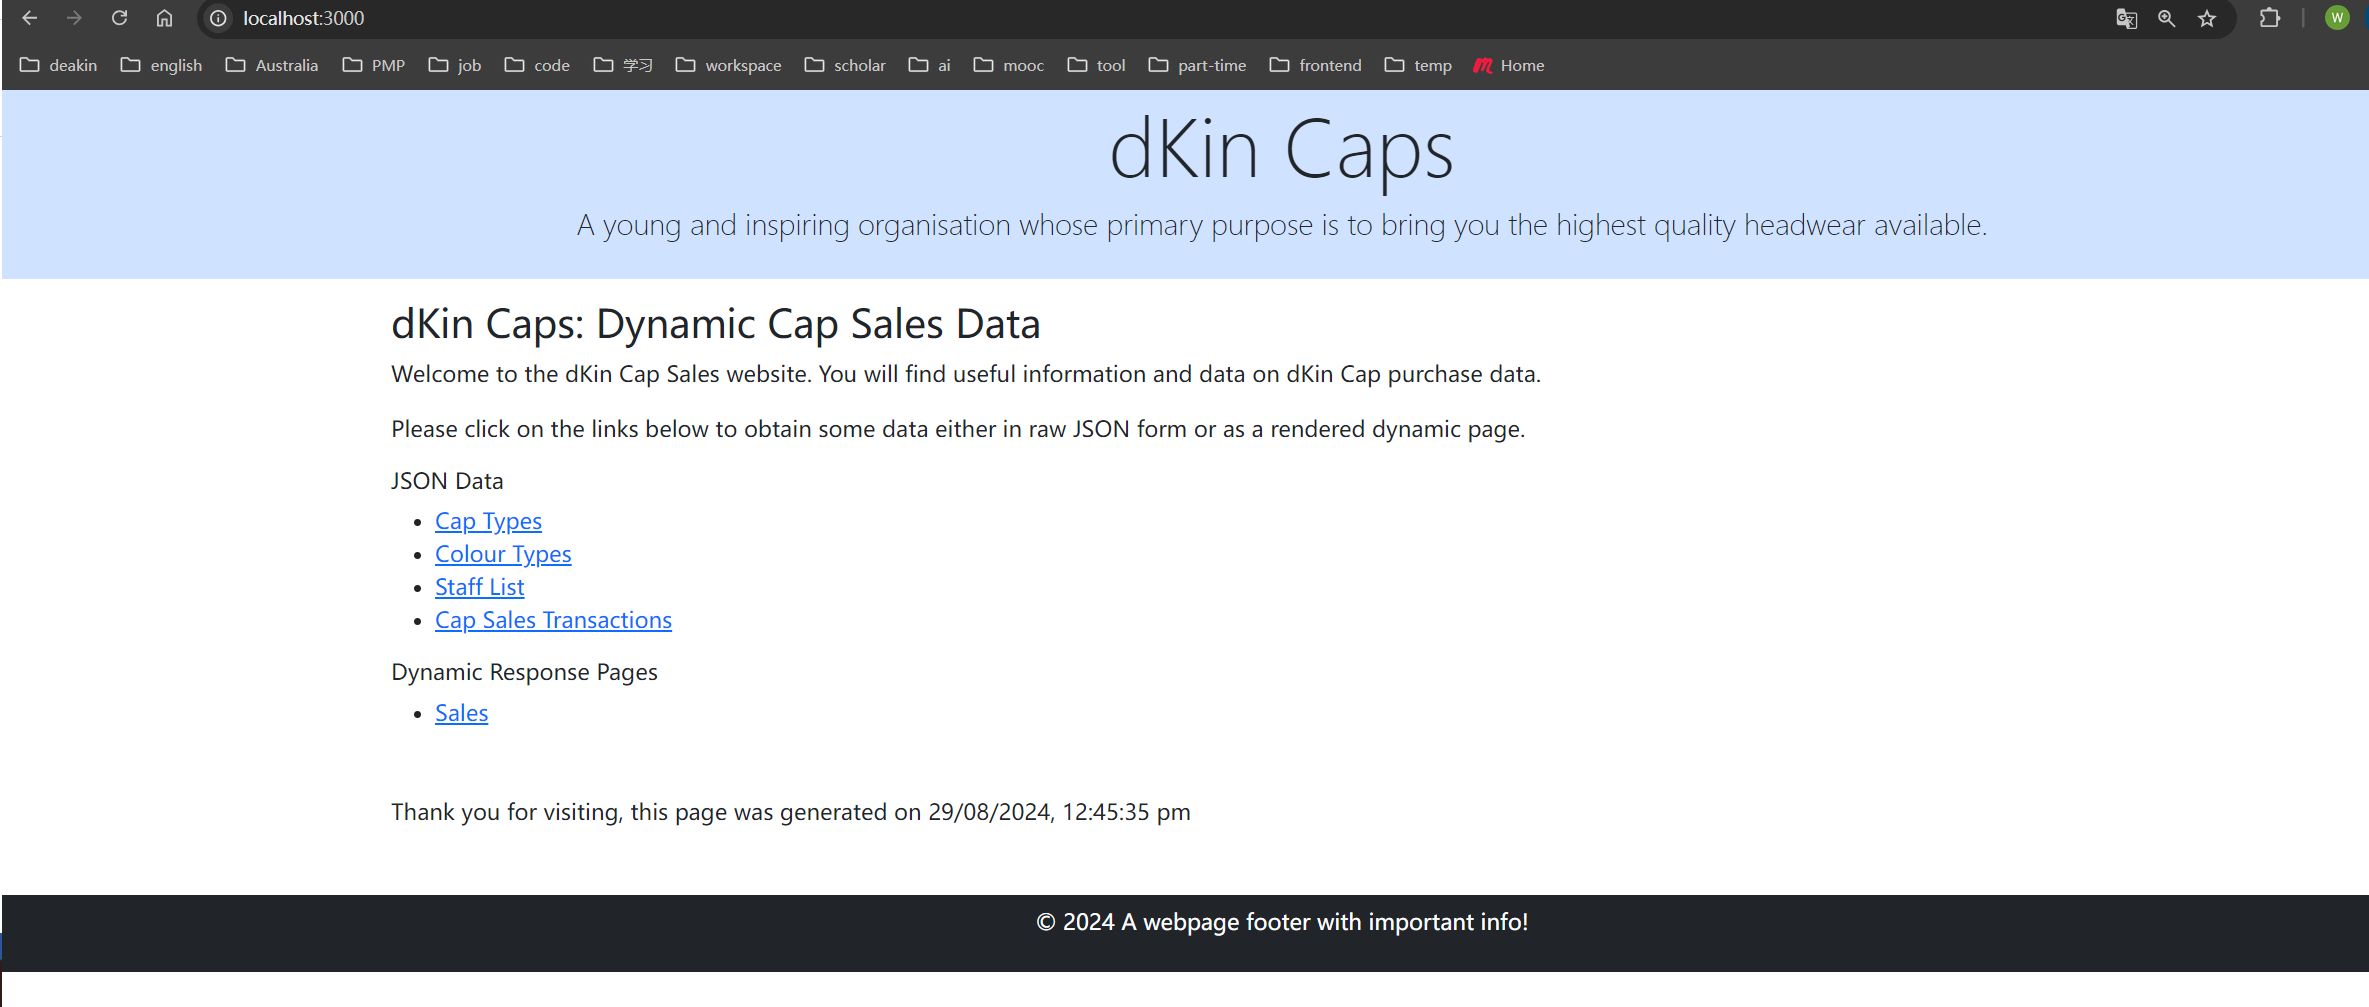 localhost:3000
W
deakin english Australia PMP job code 学习 workspace scholar ai mooc tool part-time frontend temp Home
dKin Caps
A young and inspiring organisation whose primary purpose is to bring you the highest quality headwear available.
dKin Caps: Dynamic Cap Sales Data
Welcome to the dKin Cap Sales website. You will find useful information and data on dKin Cap purchase data.
Please click on the links below to obtain some data either in raw JSON form or as a rendered dynamic page.
JSON Data
Cap Types
Colour Types
Staff List
Cap Sales Transactions
Dynamic Response Pages
Sales
Thank you for visiting, this page was generated on 29/08/2024, 12:45:35 pm
© 2024 A webpage footer with important info!